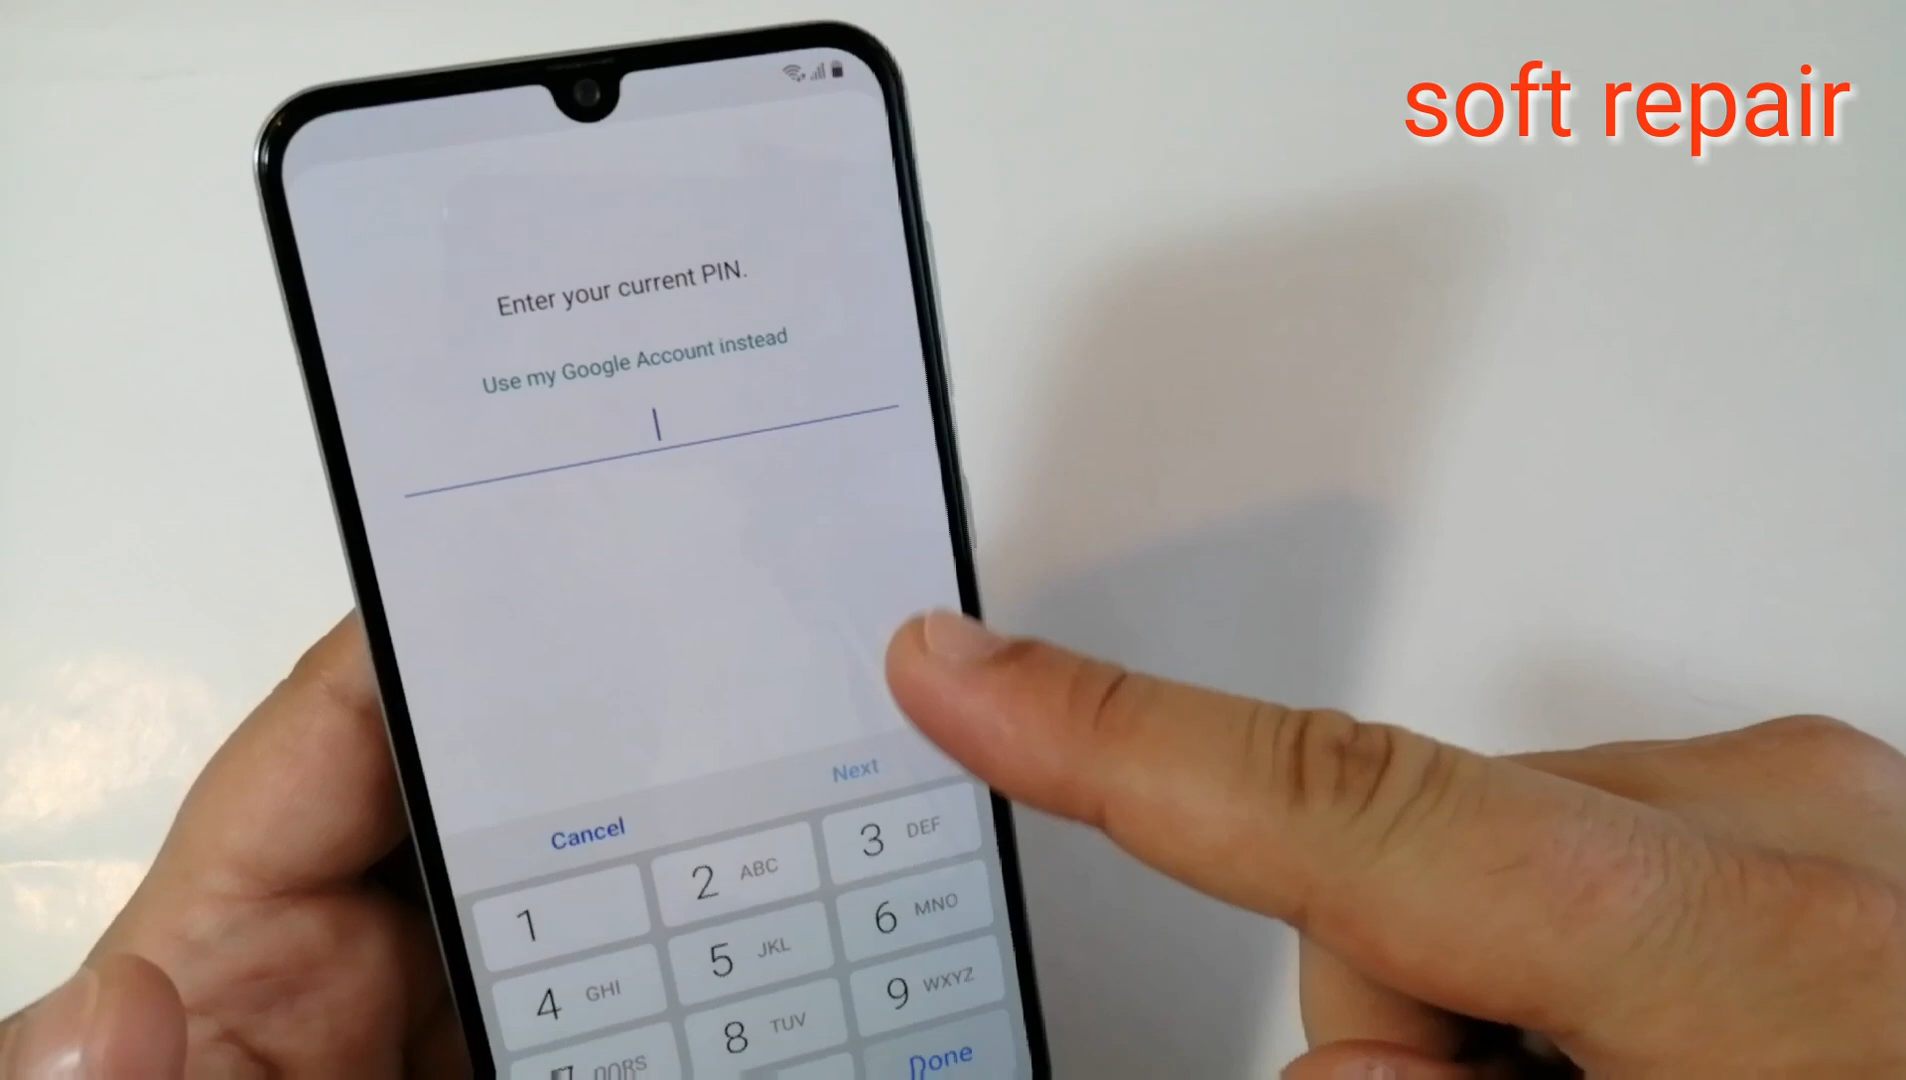 soft repair
Enter your current PIN.
Use my Google Account instead
Cancel
Next
1
2 ABC
3 DEF
4 GHI
5 JKL
6 MNO
PQRS
8 TUV
9 WXYZ
Done